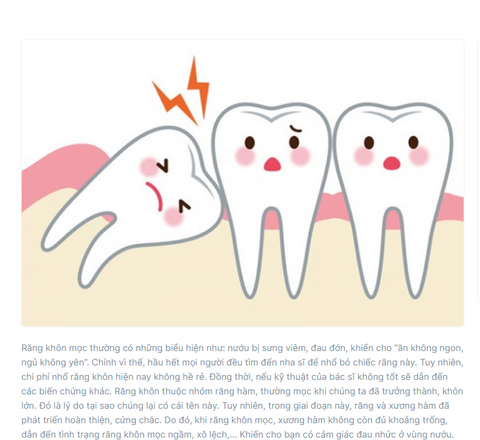 Răng khôn mọc thường có những biểu hiện như: nướu bị sưng viêm, đau đớn, khiến cho “ăn không ngon,
ngủ không yên”. Chính vì thế, hầu hết mọi người đều tìm đến nha sĩ để nhổ bỏ chiếc răng này. Tuy nhiên,
chi phí nhổ răng khôn hiện nay không hề rẻ. Đồng thời, nếu kỹ thuật của bác sĩ không tốt sẽ dẫn đến
các biến chứng khác. Răng khôn thuộc nhóm răng hàm, thường mọc khi chúng ta đã trưởng thành, khôn
lớn. Đó là lý do tại sao chúng lại có cái tên này. Tuy nhiên, trong giai đoạn này, răng và xương hàm đã
phát triển hoàn thiện, cứng chắc. Do đó, khi răng khôn mọc, xương hàm không còn đủ khoảng trống,
dẫn đến tình trạng răng khôn mọc ngầm, xô lệch,... Khiến cho bạn có cảm giác đau nhức ở vùng nướu.